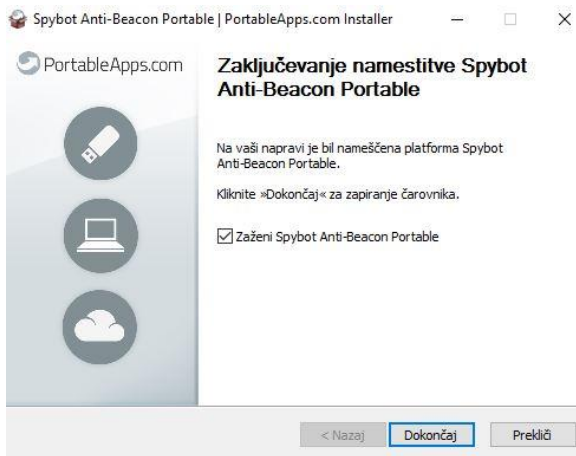 Spybot Anti-Beacon Portable | PortableApps.com Installer
PortableApps.com
Zaključevanje namestitve Spybot
Anti-Beacon Portable
Na vaši napravi je bil nameščena platforma Spybot
Anti-Beacon Portable.
Kliknite »Dokončaj« za zapiranje čarovnika.
Zaženi Spybot Anti-Beacon Portable
< Nazaj
Dokončaj
Prekliči